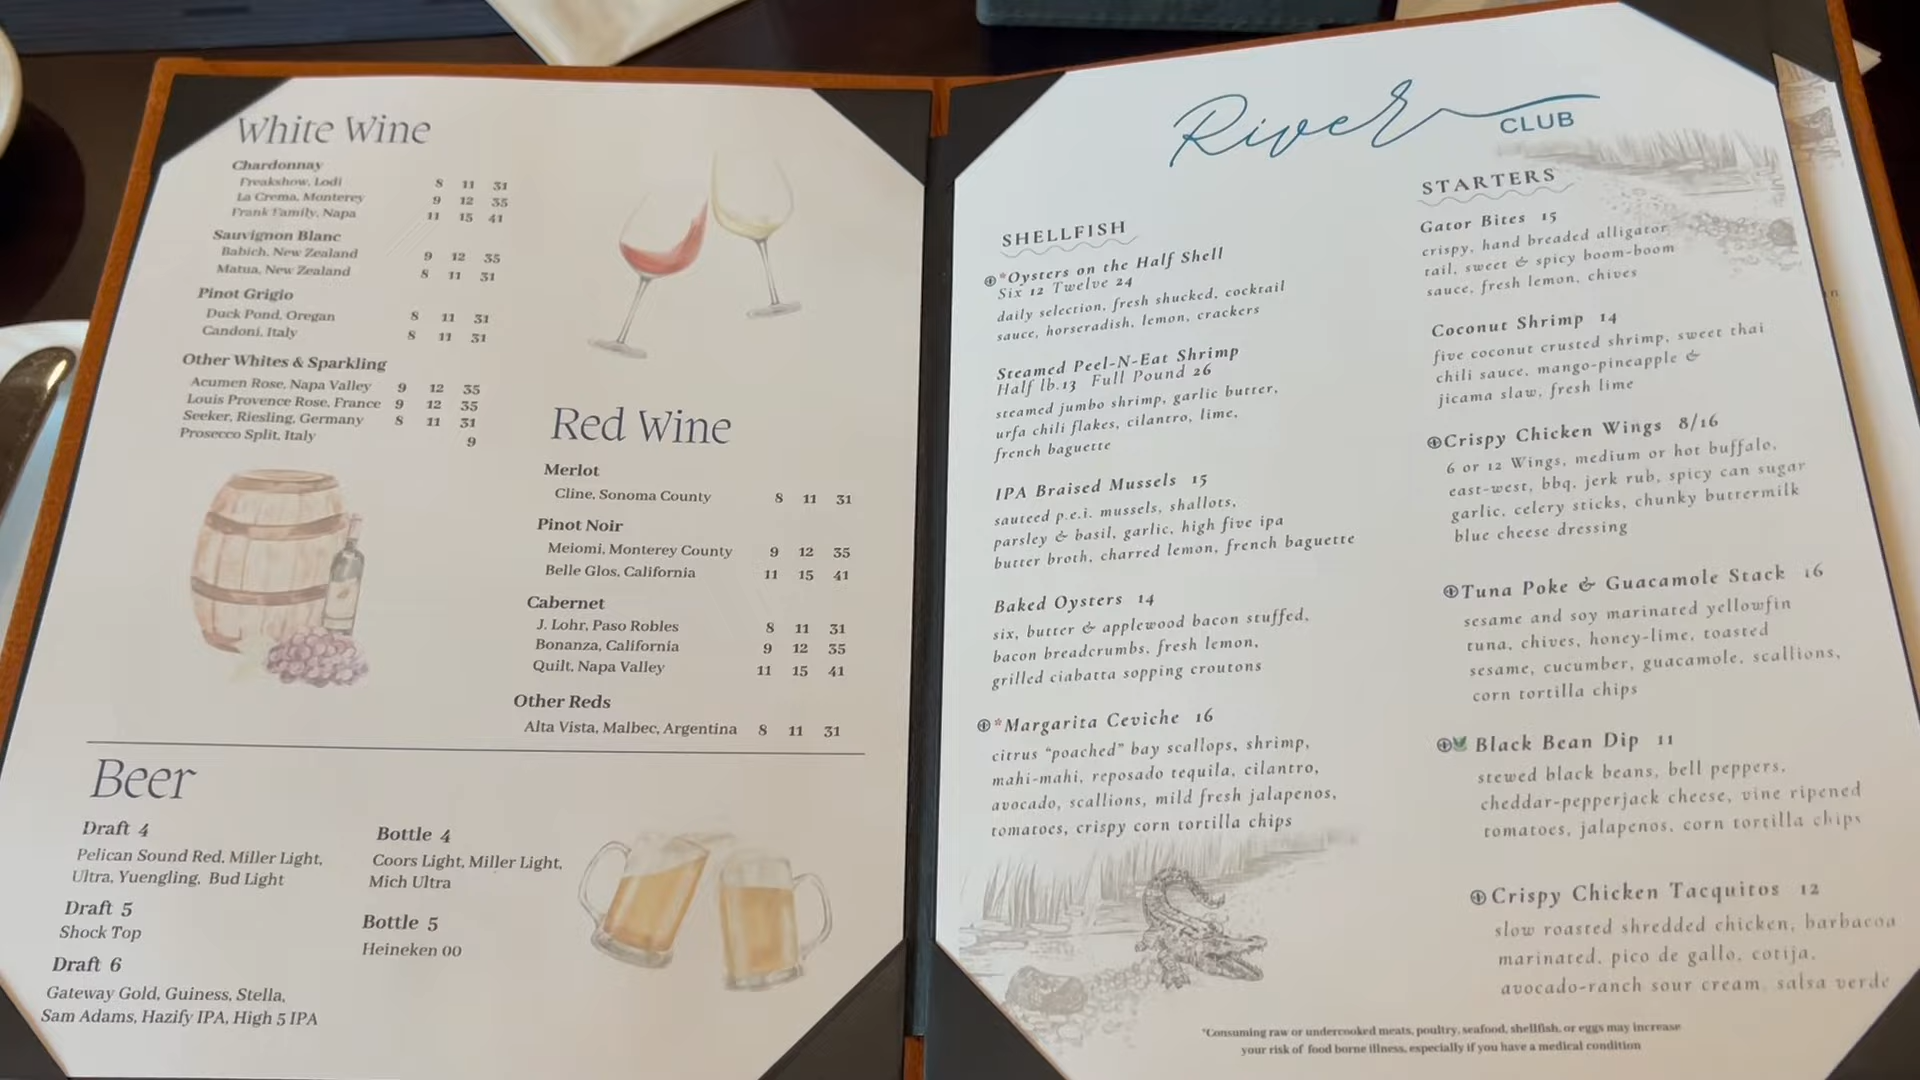 White Wine
Chardonnay
Freakshow, Lodi 8 11 31
La Crema, Monterey 9 12 35
Frank Family, Napa 11 15 41
Sauvignon Blanc
Babich, New Zealand 9 12 35
Matua, New Zealand 8 11 31
Pinot Grigio
Duck Pond, Oregan 8 11 31
Candoni, Italy 8 11 31
Other Whites & Sparkling
Acumen Rose, Napa Valley 9 12 35
Louis Provence Rose, France 9 12 35
Seeker, Riesling, Germany 8 11 31
Prosecco Split, Italy 9
Red Wine
Merlot
Cline, Sonoma County 8 11 31
Pinot Noir
Meiomi, Monterey County 9 12 35
Belle Glos, California 11 15 41
Cabernet
J. Lohr, Paso Robles 8 11 31
Bonanza, California 9 12 35
Quilt, Napa Valley 11 15 41
Other Reds
Alta Vista, Malbec, Argentina 8 11 31
Beer
Draft 4
Pelican Sound Red, Miller Light,
Ultra, Yuengling, Bud Light
Draft 5
Shock Top
Draft 6
Gateway Gold, Guiness, Stella,
Sam Adams, Hazify IPA, High 5 IPA
Bottle 4
Coors Light, Miller Light,
Mich Ultra
Bottle 5
Heineken 00
River
CLUB
SHELLFISH
*Oysters on the Half Shell
Six 12 Twelve 24
daily selection, fresh shucked, cocktail
sauce, horseradish, lemon, crackers
Steamed Peel-N-Eat Shrimp
Half lb.13 Full Pound 26
steamed jumbo shrimp, garlic butter,
urfa chili flakes, cilantro, lime,
french baguette
IPA Braised Mussels 15
sauteed p.e.i. mussels, shallots,
parsley & basil, garlic, high five ipa
butter broth, charred lemon, french baguette
Baked Oysters 14
six, butter & applewood bacon stuffed,
bacon breadcrumbs, fresh lemon,
grilled ciabatta sopping croutons
*Margarita Ceviche 16
citrus "poached" bay scallops, shrimp,
mahi-mahi, reposado tequila, cilantro,
avocado, scallions, mild fresh jalapenos,
tomatoes, crispy corn tortilla chips
STARTERS
Gator Bites 15
crispy, hand breaded alligator
tail, sweet & spicy boom-boom
sauce, fresh lemon, chives
Coconut Shrimp 14
five coconut crusted shrimp, sweet thai
chili sauce, mango-pineapple &
jicama slaw, fresh lime
Crispy Chicken Wings 8/16
6 or 12 Wings, medium or hot buffalo,
east-west, bbq, jerk rub, spicy can sugar
garlic, celery sticks, chunky buttermilk
blue cheese dressing
Tuna Poke & Guacamole Stack 16
sesame and soy marinated yellowfin
tuna, chives, honey-lime, toasted
sesame, cucumber, guacamole, scallions,
corn tortilla chips
Black Bean Dip 11
stewed black beans, bell peppers,
cheddar-pepperjack cheese, vine ripened
tomatoes, jalapenos, corn tortilla chips
Crispy Chicken Tacquitos 12
slow roasted shredded chicken, barbacoa
marinated, pico de gallo, cotija,
avocado-ranch sour cream, salsa verde
*Consuming raw or undercooked meats, poultry, seafood, shellfish, or eggs may increase
your risk of food borne illness, especially if you have a medical condition